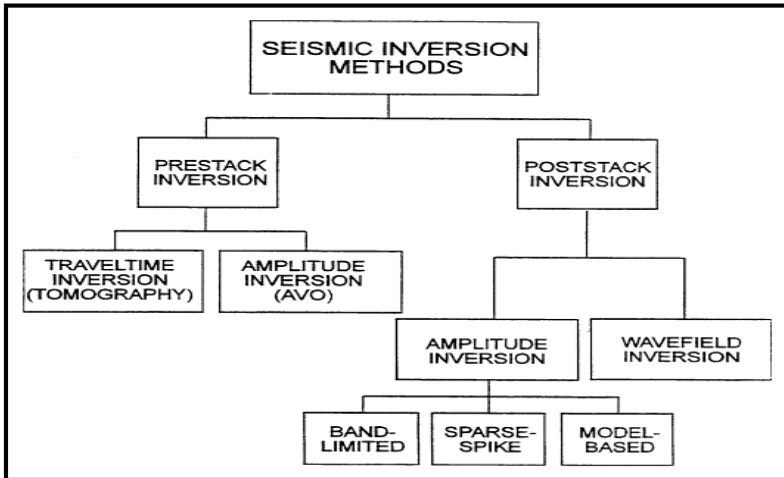 SEISMIC INVERSION
METHODS
PRESTACK
INVERSION
POSTSTACK
INVERSION
TRAVELTIME
INVERSION
(TOMOGRAPHY)
AMPLITUDE
INVERSION
(AVO)
AMPLITUDE
INVERSION
WAVEFIELD
INVERSION
BAND-
LIMITED
SPARSE-
SPIKE
MODEL-
BASED